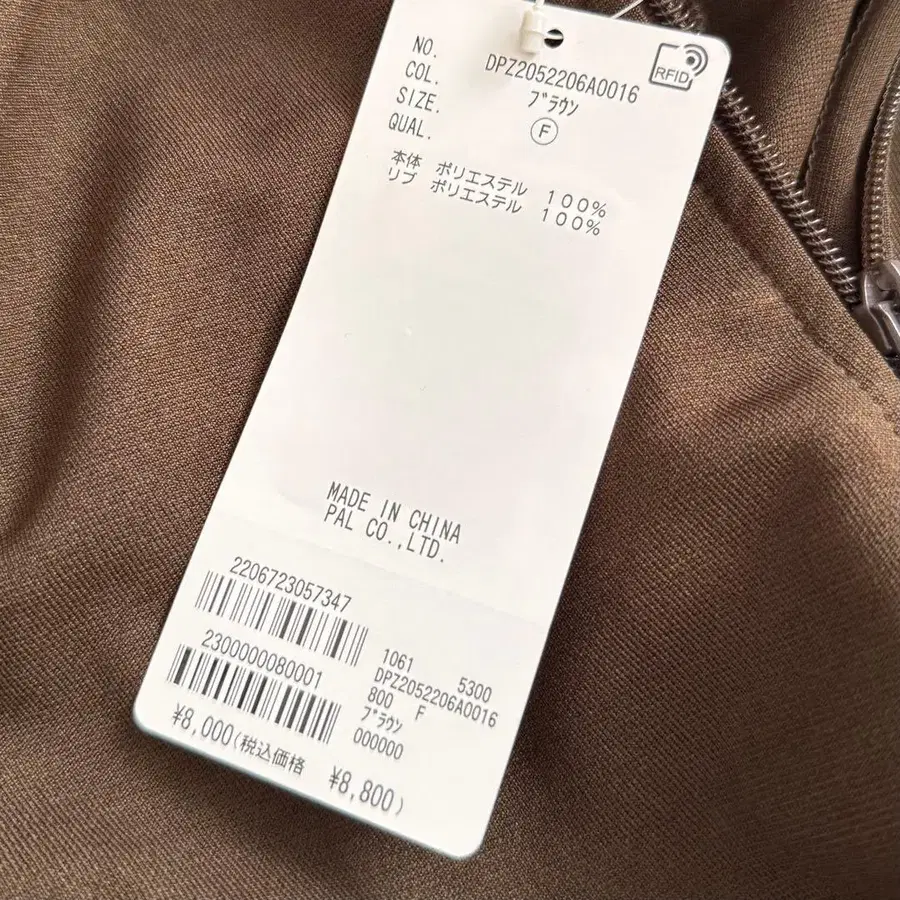 RFID
NO. DPZ2052206A0016
COL. ﾌﾞﾗｳﾝ
SIZE. F
QUAL.
本体 ポリエステル 100%
リブ ポリエステル 100%
MADE IN CHINA
PAL CO.,LTD.
2206723057347
2300000080001
1061 5300
DPZ2052206A0016
800 F
ﾌﾞﾗｳﾝ
000000
¥8,000(税込価格 ¥8,800)